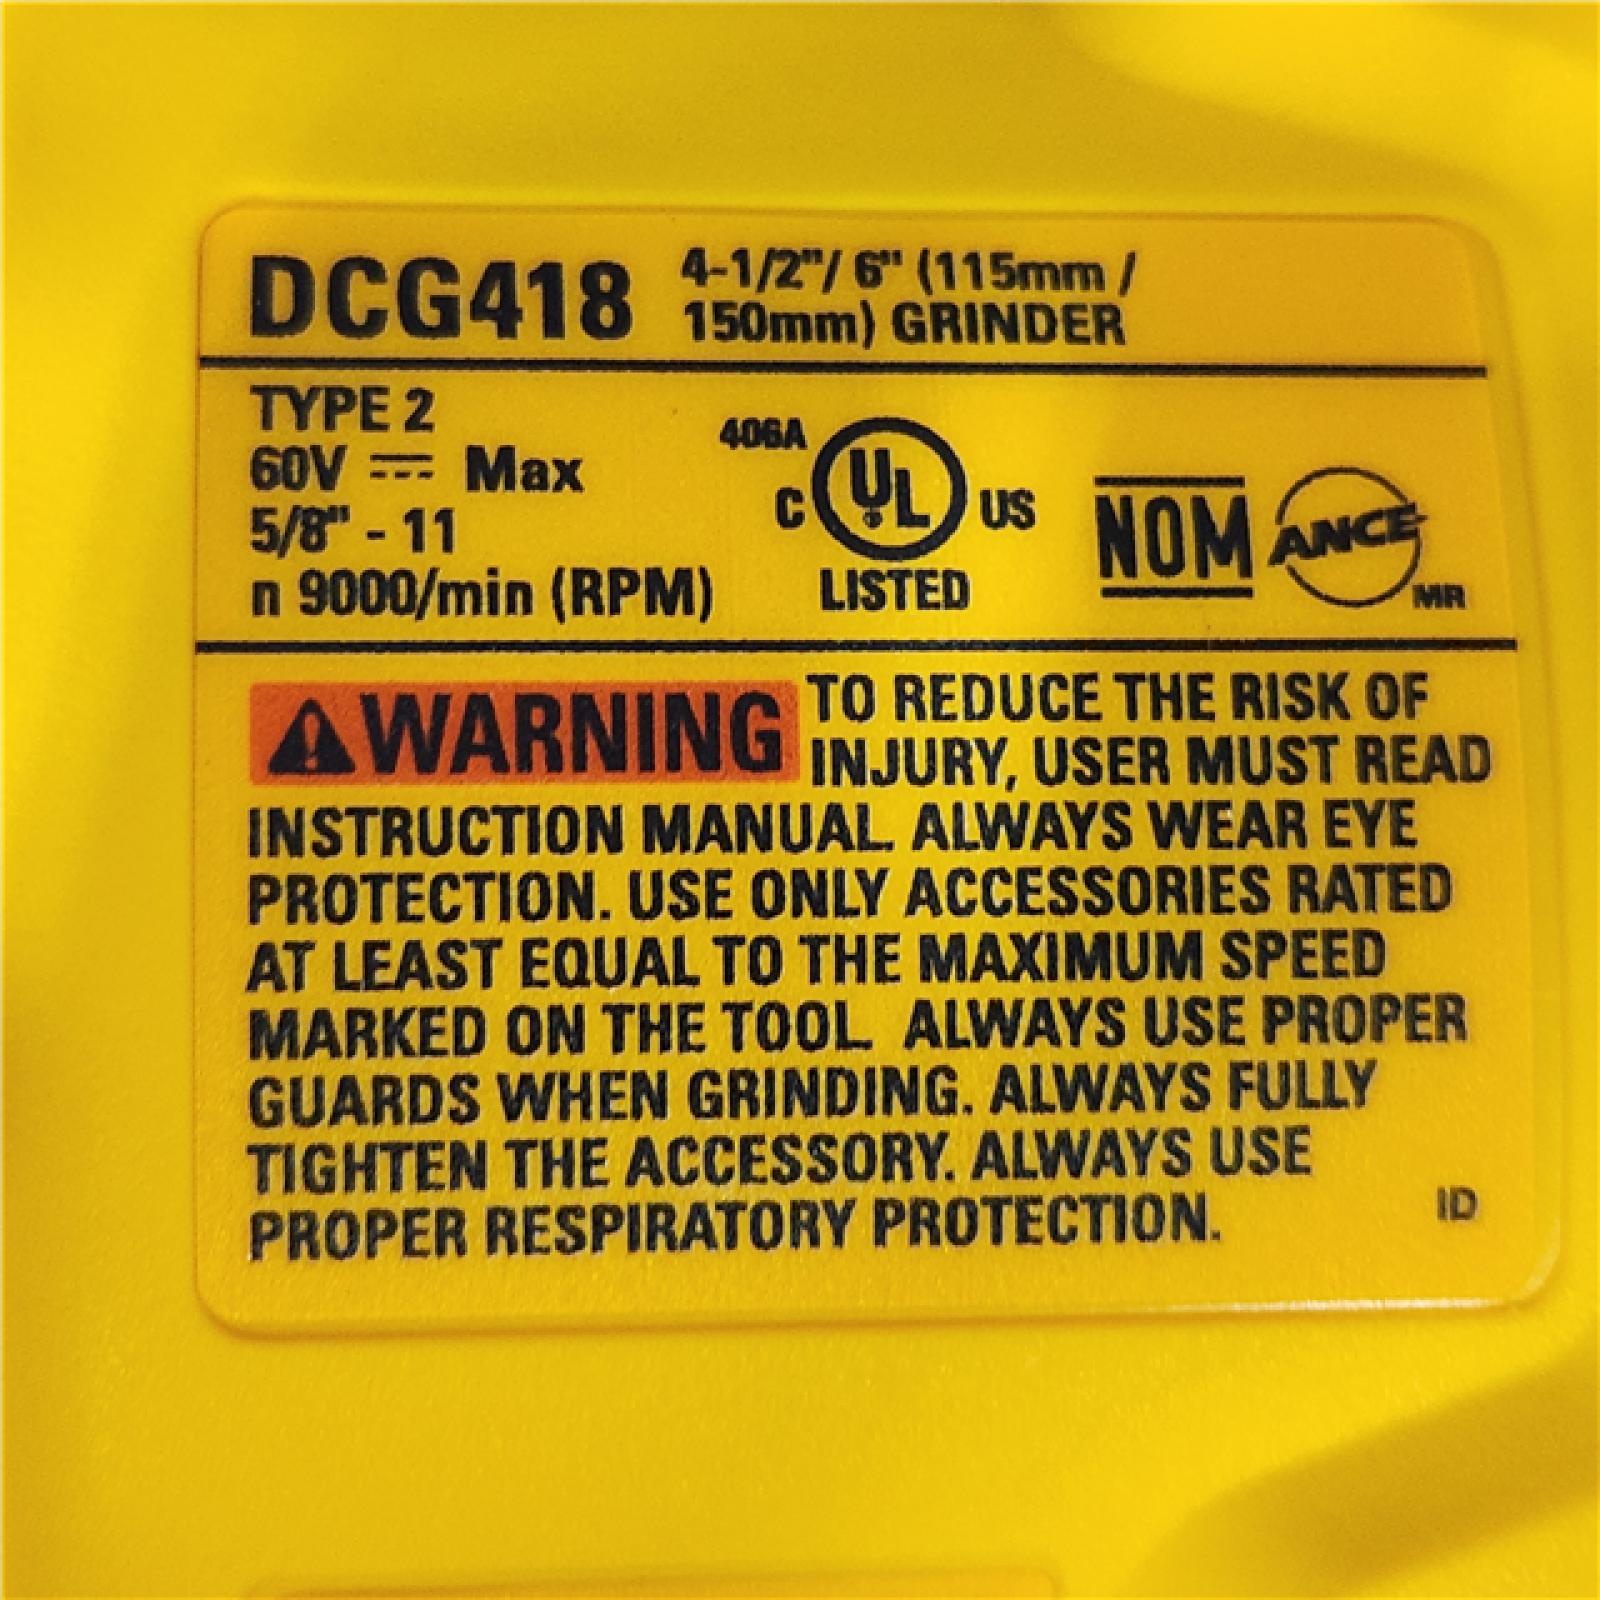 DCG418 4-1/2"/ 6" (115mm /
150mm) GRINDER
TYPE 2
60V ⎓ Max
5/8" - 11
n 9000/min (RPM)
406A
C UL US
LISTED
NOM ANCE MR
WARNING TO REDUCE THE RISK OF
INJURY, USER MUST READ
INSTRUCTION MANUAL. ALWAYS WEAR EYE
PROTECTION. USE ONLY ACCESSORIES RATED
AT LEAST EQUAL TO THE MAXIMUM SPEED
MARKED ON THE TOOL. ALWAYS USE PROPER
GUARDS WHEN GRINDING. ALWAYS FULLY
TIGHTEN THE ACCESSORY. ALWAYS USE
PROPER RESPIRATORY PROTECTION.
ID